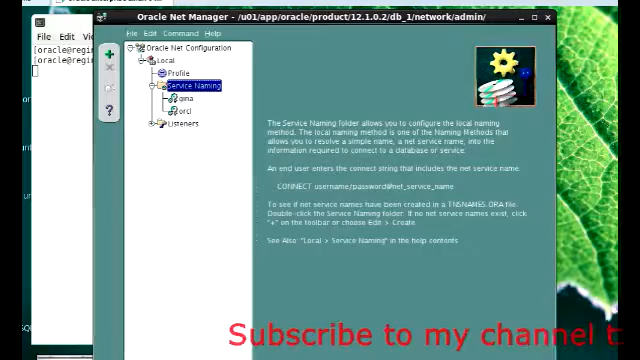 Oracle Net Manager - /u01/app/oracle/product/12.1.0.2/db_1/network/admin/
File Edit
[oracle@regin
[oracle@regin
File Edit Command Help
Oracle Net Configuration
Local
Profile
Service Naming
gina
orcl
Listeners
The Service Naming folder allows you to configure the local naming
method. The local naming method is one of the Naming Methods that
allows you to resolve a simple name, a net service name, into the
information required to connect to a database or service.
An end user enters the connect string that includes the net service name:
CONNECT username/password@net_service_name
To see if net service names have been created in a TNSNAMES.ORA file.
Double-click the Service Naming folder. If no net service names exist, click
"+" on the toolbar or choose Edit > Create.
See Also "Local > Service Naming" in the help contents
Subscribe to my channel t